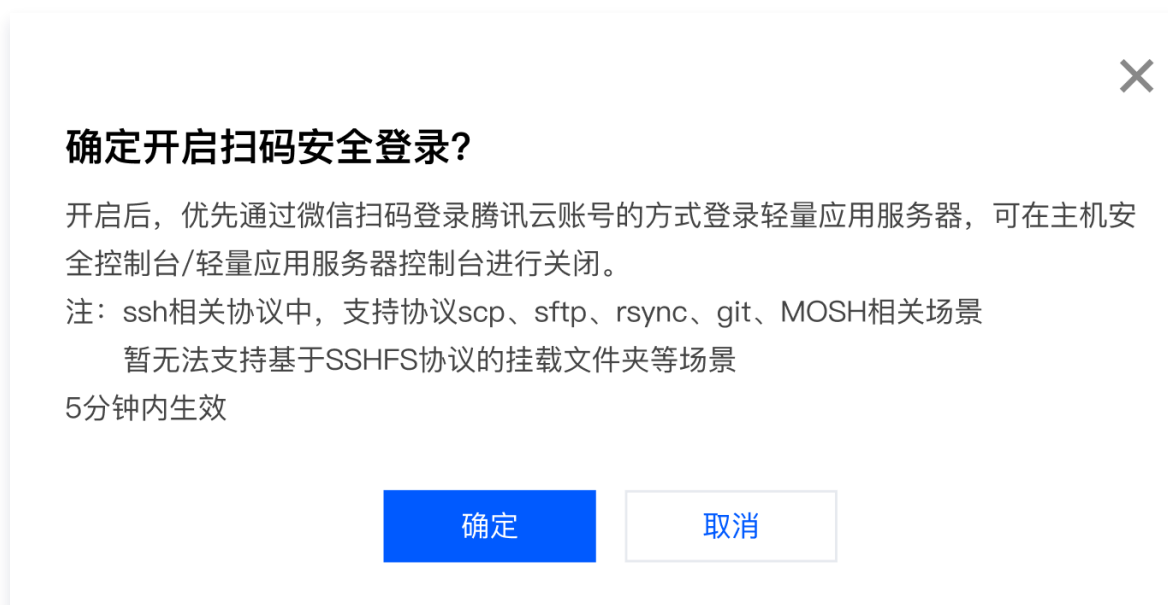 确定开启扫码安全登录?
开启后，优先通过微信扫码登录腾讯云账号的方式登录轻量应用服务器，可在主机安
全控制台/轻量应用服务器控制台进行关闭。
注：ssh相关协议中，支持协议scp、sftp、rsync、git、MOSH相关场景
暂无法支持基于SSHFS协议的挂载文件夹等场景
5分钟内生效
确定
取消